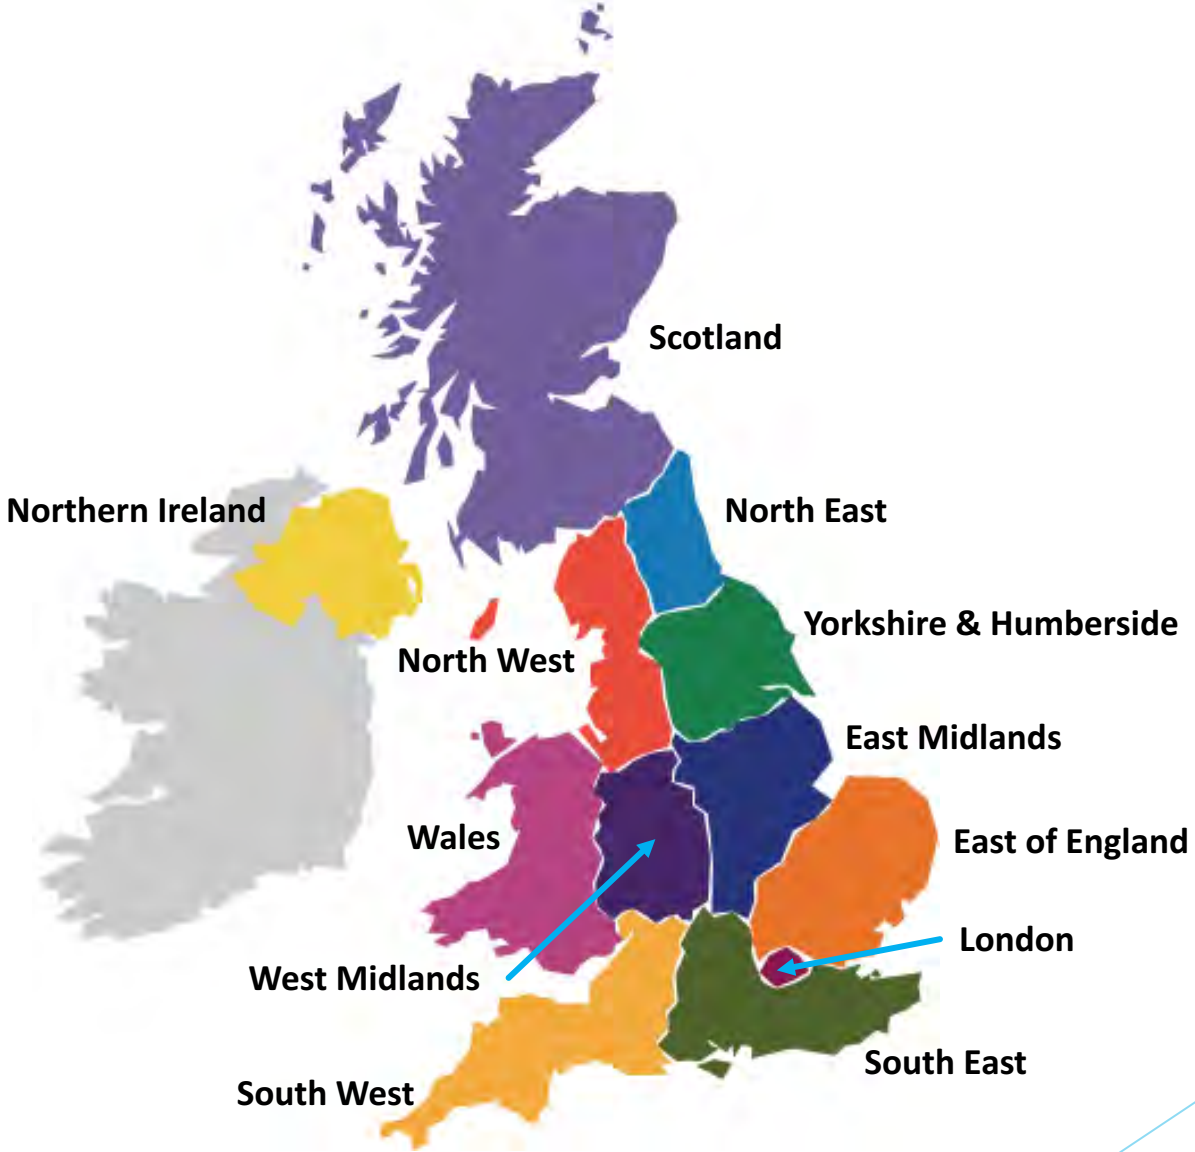 Scotland
Northern Ireland
North East
Yorkshire & Humberside
North West
East Midlands
Wales
East of England
London
West Midlands
South East
South West